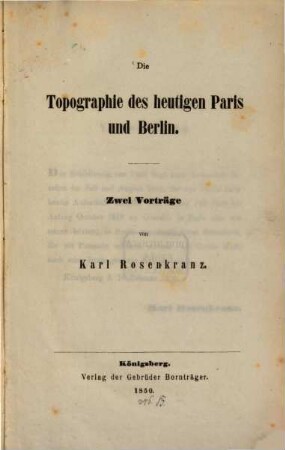 Die
Topographie des heutigen Paris
und Berlin.
Zwei Vorträge
von
Karl Rosenkranz.
Königsberg.
Verlag der Gebrüder Bornträger.
1850.